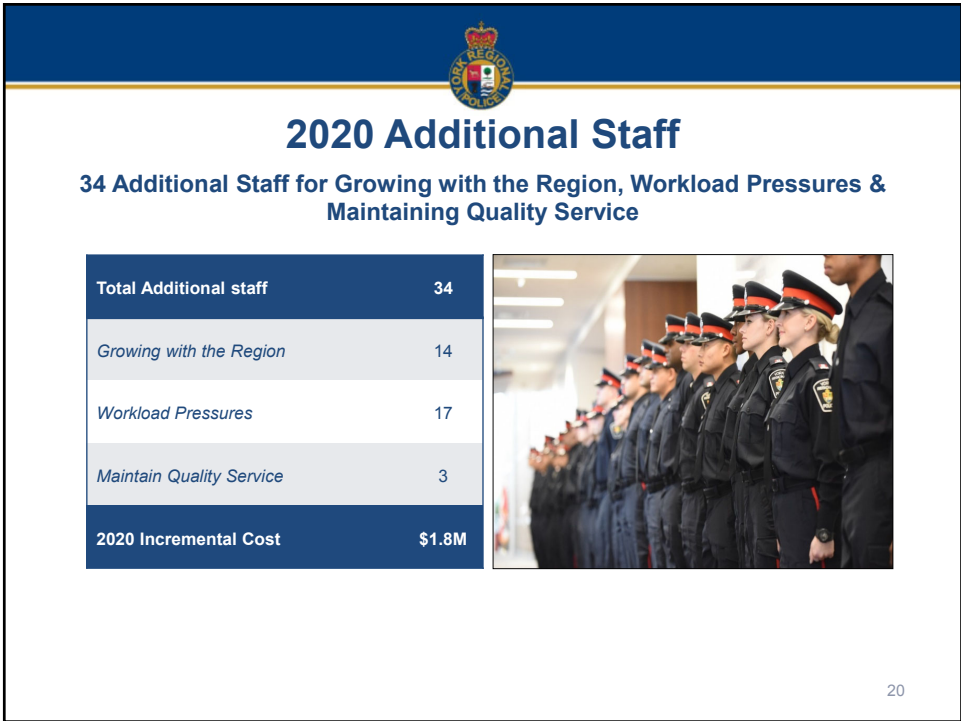 YORK REGIONAL
POLICE
2020 Additional Staff
34 Additional Staff for Growing with the Region, Workload Pressures &
Maintaining Quality Service
Total Additional staff 34
Growing with the Region 14
Workload Pressures 17
Maintain Quality Service 3
2020 Incremental Cost $1.8M
20